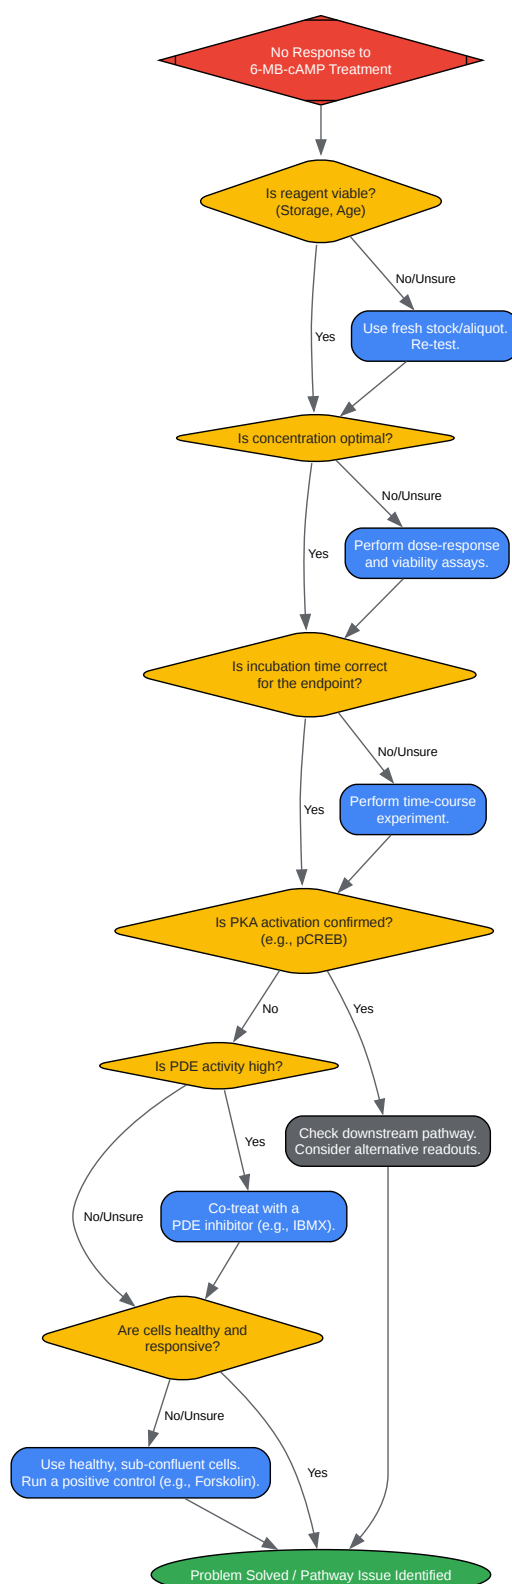 No Response to
6-MB-cAMP Treatment
Is reagent viable?
(Storage, Age)
No/Unsure
Use fresh stock/aliquot.
Re-test.
Yes
Is concentration optimal?
No/Unsure
Perform dose-response
and viability assays.
Yes
Is incubation time correct
for the endpoint?
No/Unsure
Perform time-course
experiment.
Yes
Is PKA activation confirmed?
(e.g., pCREB)
No
Yes
Is PDE activity high?
Check downstream pathway.
Consider alternative readouts.
Yes
No/Unsure
Co-treat with a
PDE inhibitor (e.g., IBMX).
Are cells healthy and
responsive?
No/Unsure
Use healthy, sub-confluent cells.
Run a positive control (e.g., Forskolin).
Yes
Problem Solved / Pathway Issue Identified